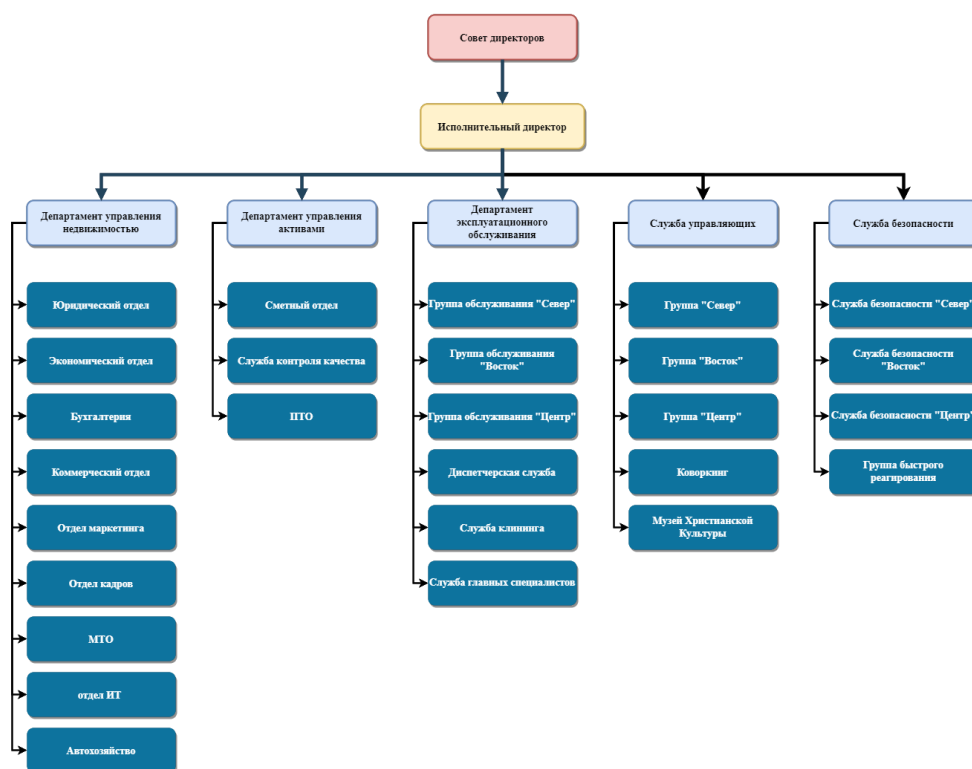 Совет директоров
Исполнительный директор
Департамент управления
недвижимостью
Департамент управления
активами
Департамент
эксплуатационного
обслуживания
Служба управляющих
Служба безопасности
Юридический отдел
Экономический отдел
Бухгалтерия
Коммерческий отдел
Отдел маркетинга
Отдел кадров
МТО
отдел ИТ
Автохозяйство
Сметный отдел
Служба контроля качества
ПТО
Группа обслуживания "Север"
Группа обслуживания
"Восток"
Группа обслуживания "Центр"
Диспетчерская служба
Служба клининга
Служба главных специалистов
Группа "Север"
Группа "Восток"
Группа "Центр"
Коворкинг
Музей Христианской
Культуры
Служба безопасности "Север"
Служба безопасности
"Восток"
Служба безопасности "Центр"
Группа быстрого
реагирования